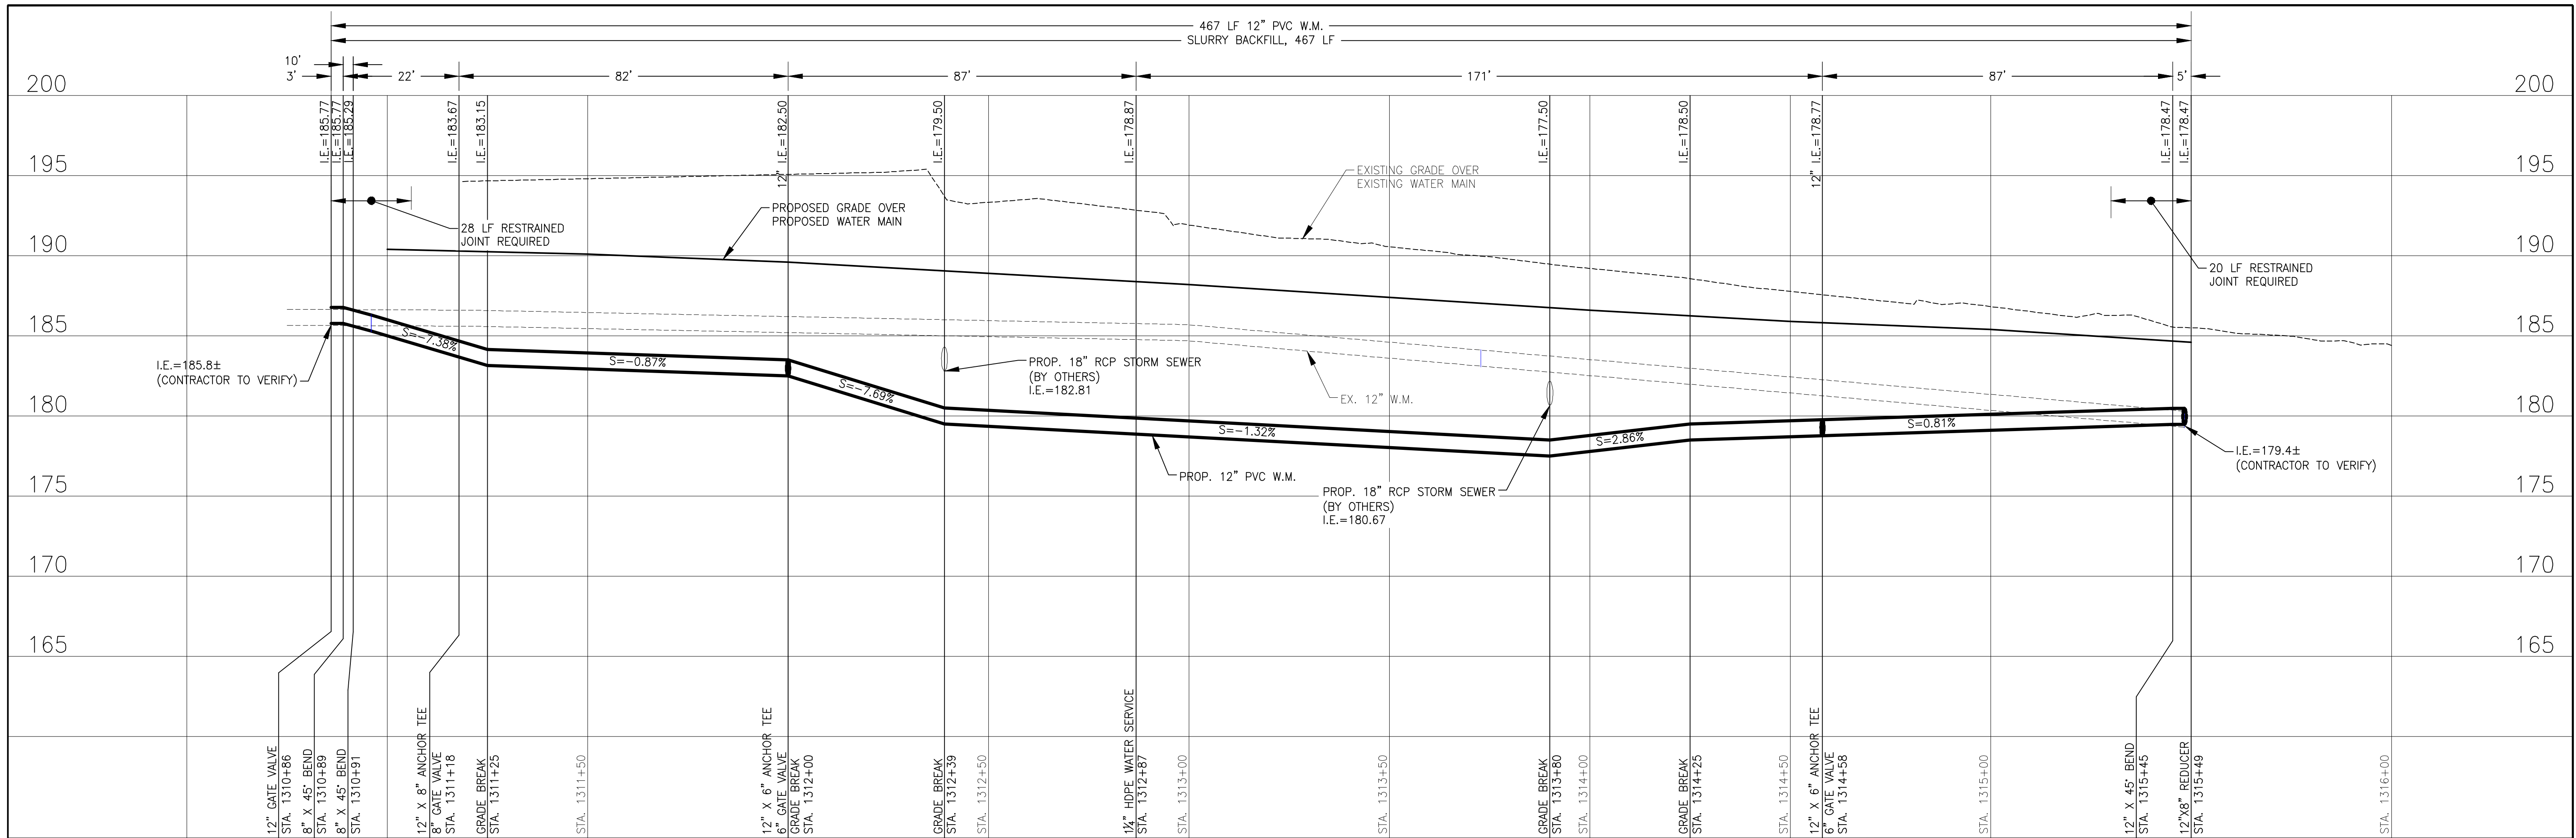 467 LF 12" PVC W.M.
SLURRY BACKFILL, 467 LF
10'
3'
22'
82'
87'
171'
87'
5'
200
200
195
195
190
190
185
185
180
180
175
175
170
170
165
165
I.E.=185.77
I.E.=185.77
I.E.=185.29
I.E.=183.67
I.E.=183.15
12" I.E.=182.50
I.E.=179.50
I.E.=178.87
I.E.=177.50
I.E.=178.50
12" I.E.=178.77
I.E.=178.47
I.E.=178.47
EXISTING GRADE OVER
EXISTING WATER MAIN
PROPOSED GRADE OVER
PROPOSED WATER MAIN
28 LF RESTRAINED
JOINT REQUIRED
20 LF RESTRAINED
JOINT REQUIRED
I.E.=185.8±
(CONTRACTOR TO VERIFY)
S=-7.38%
S=-0.87%
S=-7.69%
PROP. 18" RCP STORM SEWER
(BY OTHERS)
I.E.=182.81
EX. 12" W.M.
S=-1.32%
S=2.86%
S=0.81%
PROP. 12" PVC W.M.
PROP. 18" RCP STORM SEWER
(BY OTHERS)
I.E.=180.67
I.E.=179.4±
(CONTRACTOR TO VERIFY)
12" GATE VALVE
STA. 1310+86
8" X 45° BEND
STA. 1310+89
8" X 45° BEND
STA. 1310+91
12" X 8" ANCHOR TEE
8" GATE VALVE
STA. 1311+18
GRADE BREAK
STA. 1311+25
STA. 1311+50
12" X 6" ANCHOR TEE
6" GATE VALVE
GRADE BREAK
STA. 1312+00
GRADE BREAK
STA. 1312+39
STA. 1312+50
1¼" HDPE WATER SERVICE
STA. 1312+87
STA. 1313+00
STA. 1313+50
GRADE BREAK
STA. 1313+80
STA. 1314+00
GRADE BREAK
STA. 1314+25
STA. 1314+50
12" X 6" ANCHOR TEE
6" GATE VALVE
STA. 1314+58
STA. 1315+00
12" X 45° BEND
STA. 1315+45
12"X8" REDUCER
STA. 1315+49
STA. 1316+00